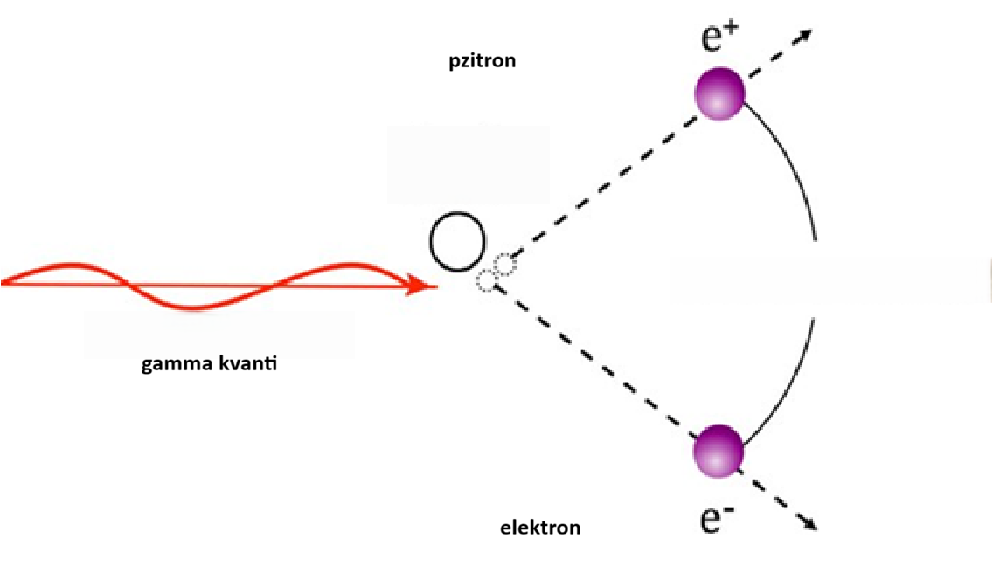 e⁺
pzitron
gamma kvanti
e⁻
elektron